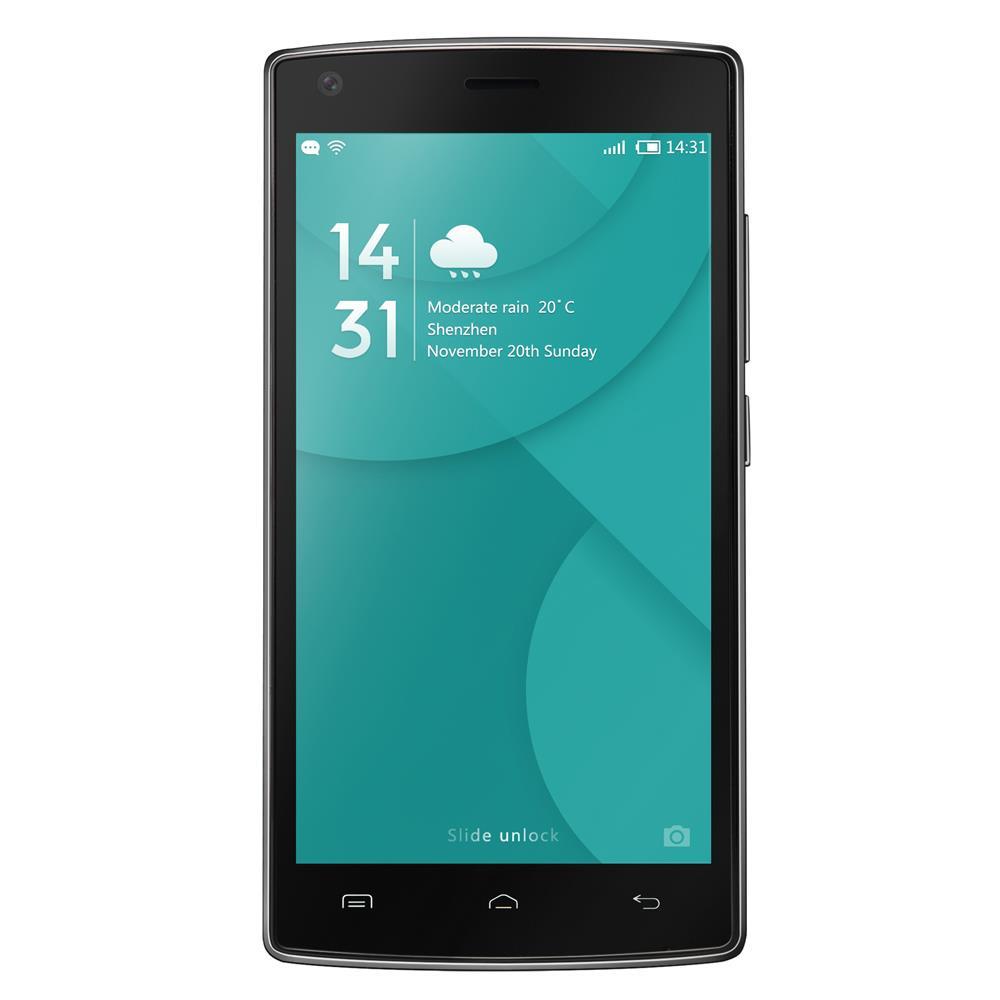 14:31
14
31
Moderate rain 20°C
Shenzhen
November 20th Sunday
Slide unlock